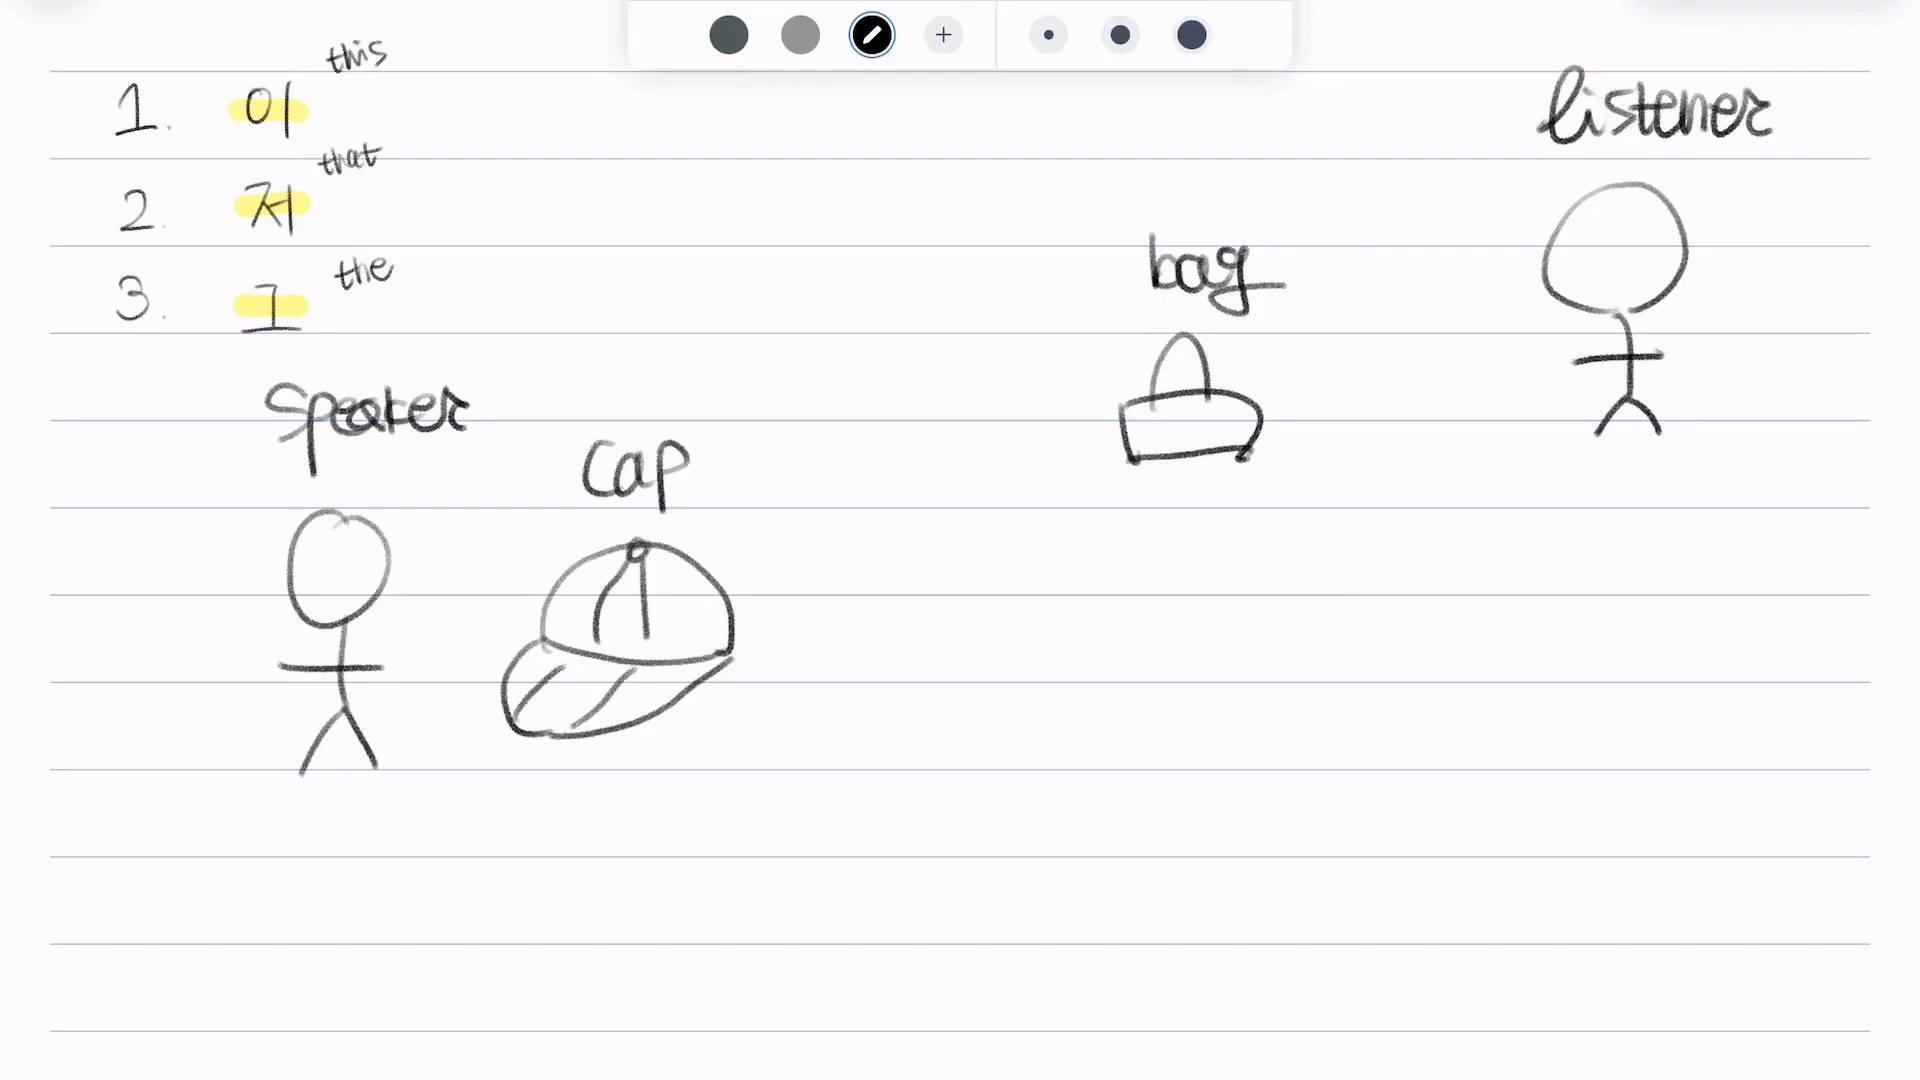 1. 이 this
2. 저 that
3. 그 the
listener
bag
speaker
cap